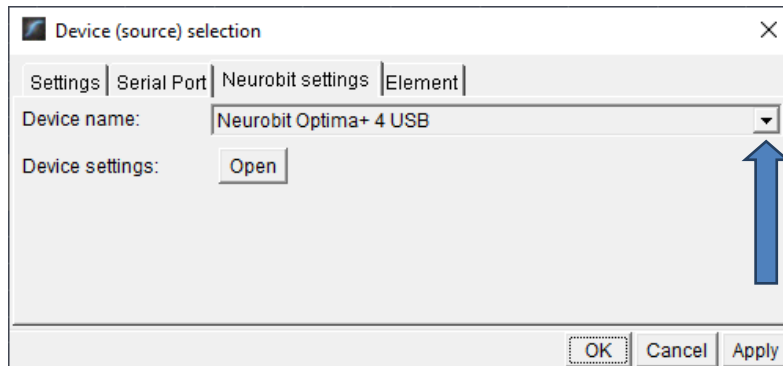 Device (source) selection
Settings Serial Port Neurobit settings Element
Device name: Neurobit Optima+ 4 USB
Device settings: Open
OK Cancel Apply